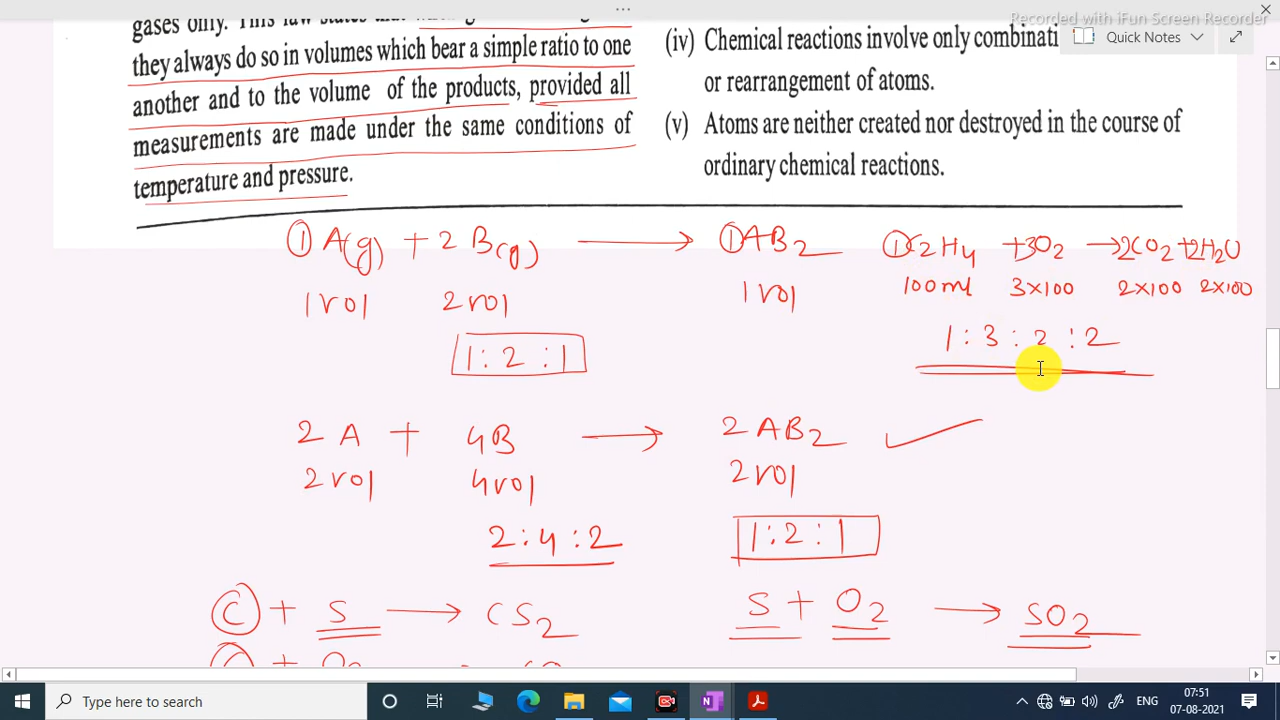 Recorded with iFun Screen Recorder
Quick Notes
gases only. This law states that
they always do so in volumes which bear a simple ratio to one
another and to the volume of the products, provided all
measurements are made under the same conditions of
temperature and pressure.
(iv) Chemical reactions involve only combinati
or rearrangement of atoms.
(v) Atoms are neither created nor destroyed in the course of
ordinary chemical reactions.
① A(g) + 2 B(g) ⟶ ① AB2
1 vol 2 vol 1 vol
1 : 2 : 1
① C2H4 + 3O2 → 2CO2 + 2H2O
100 ml 3×100 2×100 2×100
1 : 3 : 2 : 2
2 A + 4B ⟶ 2 AB2 ✓
2 vol 4 vol 2 vol
2 : 4 : 2 1 : 2 : 1
C + S ⟶ CS2 S + O2 ⟶ SO2
+ O2
Type here to search
ENG
07:51
07-08-2021